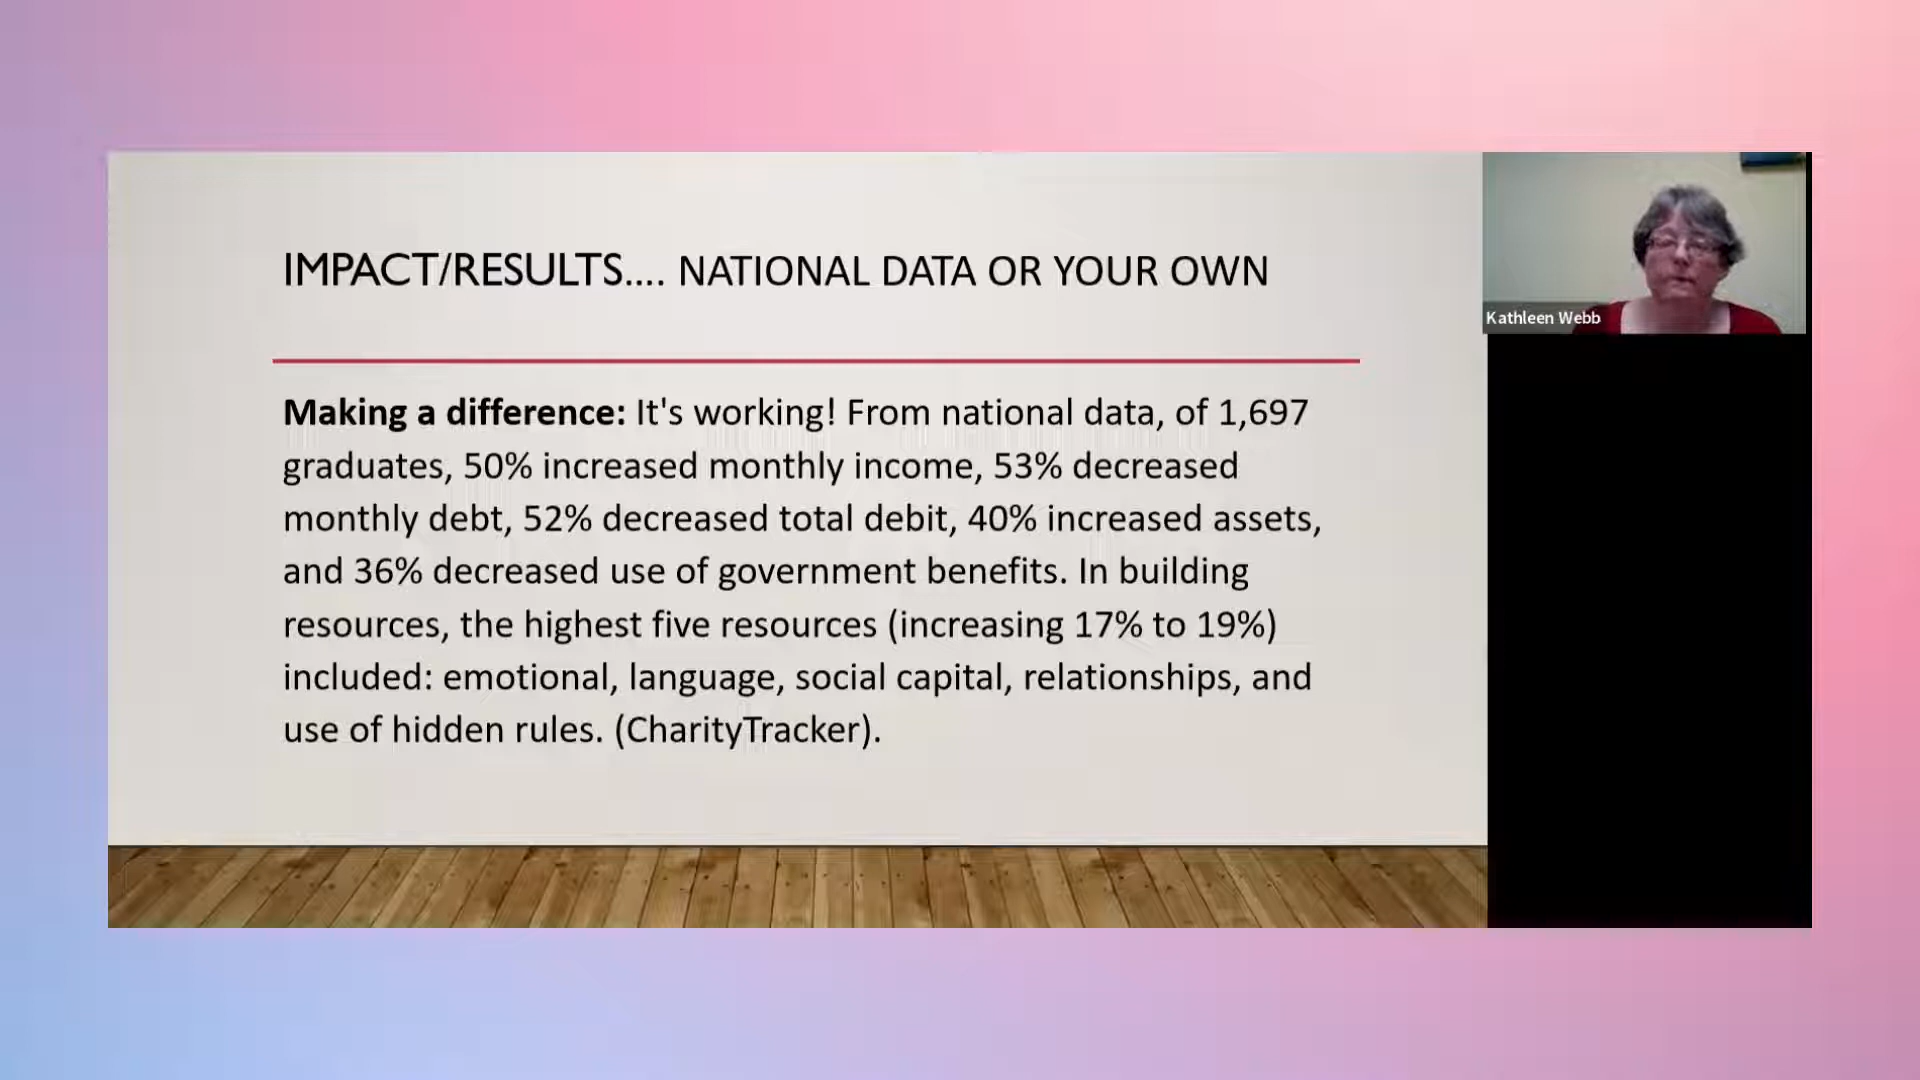 IMPACT/RESULTS.... NATIONAL DATA OR YOUR OWN
Kathleen Webb
Making a difference: It's working! From national data, of 1,697
graduates, 50% increased monthly income, 53% decreased
monthly debt, 52% decreased total debit, 40% increased assets,
and 36% decreased use of government benefits. In building
resources, the highest five resources (increasing 17% to 19%)
included: emotional, language, social capital, relationships, and
use of hidden rules. (CharityTracker).